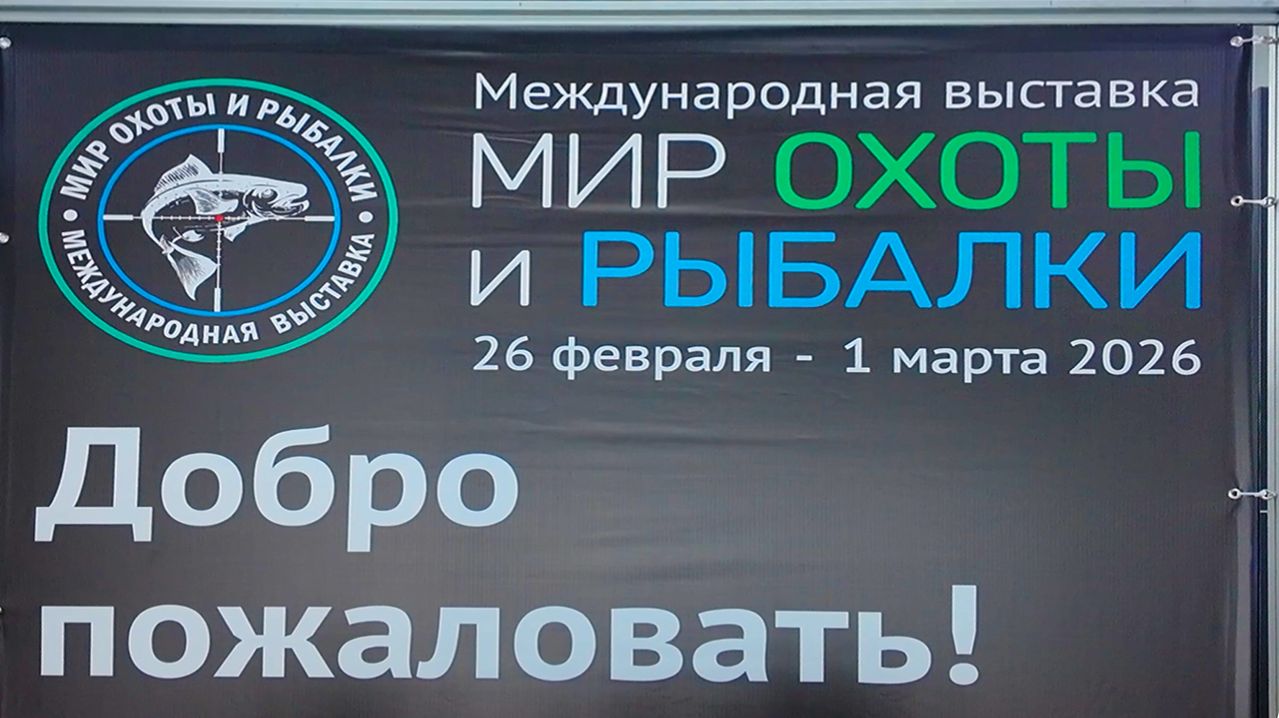 МИР ОХОТЫ И РЫБАЛКИ
• МЕЖДУНАРОДНАЯ ВЫСТАВКА •
Международная выставка
МИР ОХОТЫ
И РЫБАЛКИ
26 февраля - 1 марта 2026
Добро
пожаловать!